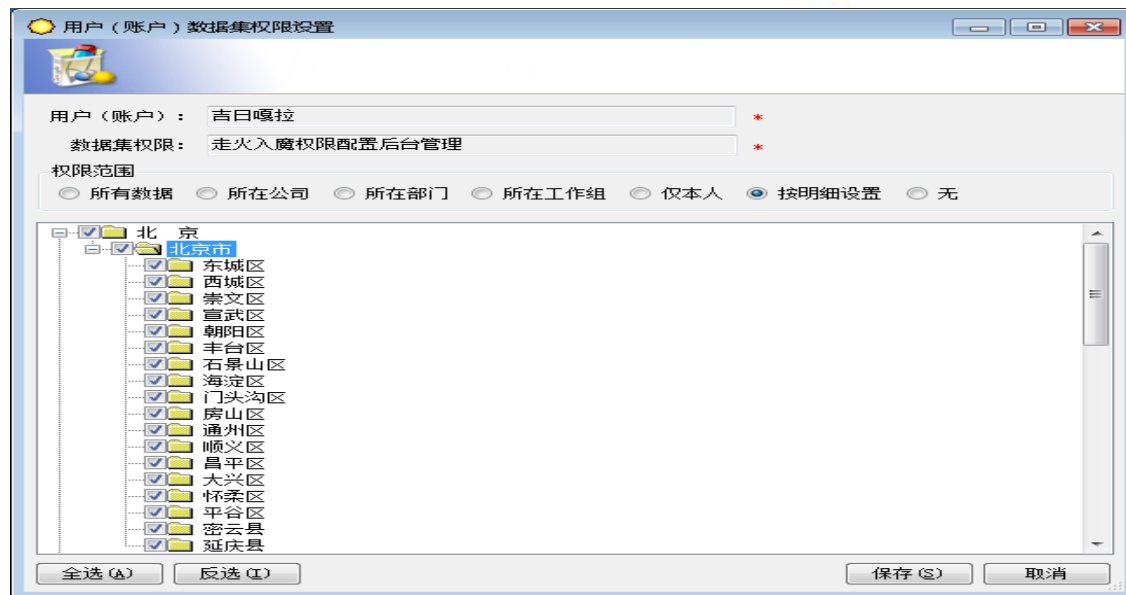 用户（账户）数据集权限设置
用户（账户）： 吉日嘎拉 *
数据集权限： 走火入魔权限配置后台管理 *
权限范围
所有数据 所在公司 所在部门 所在工作组 仅本人 按明细设置 无
北　京
北京市
东城区
西城区
崇文区
宣武区
朝阳区
丰台区
石景山区
海淀区
门头沟区
房山区
通州区
顺义区
昌平区
大兴区
怀柔区
平谷区
密云县
延庆县
全选(A) 反选(I) 保存(S) 取消